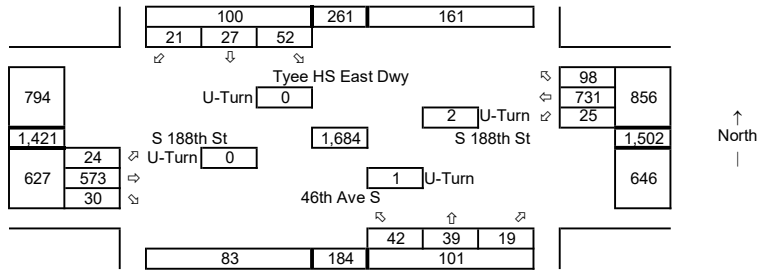 100 261 161
21 27 52
Tyee HS East Dwy
U-Turn 0
794
98
731 856
2 U-Turn
25
1,421 S 188th St 1,684 S 188th St 1,502
24 U-Turn 0
627 573 1 U-Turn 646
30 46th Ave S
42 39 19
83 184 101
↑
North